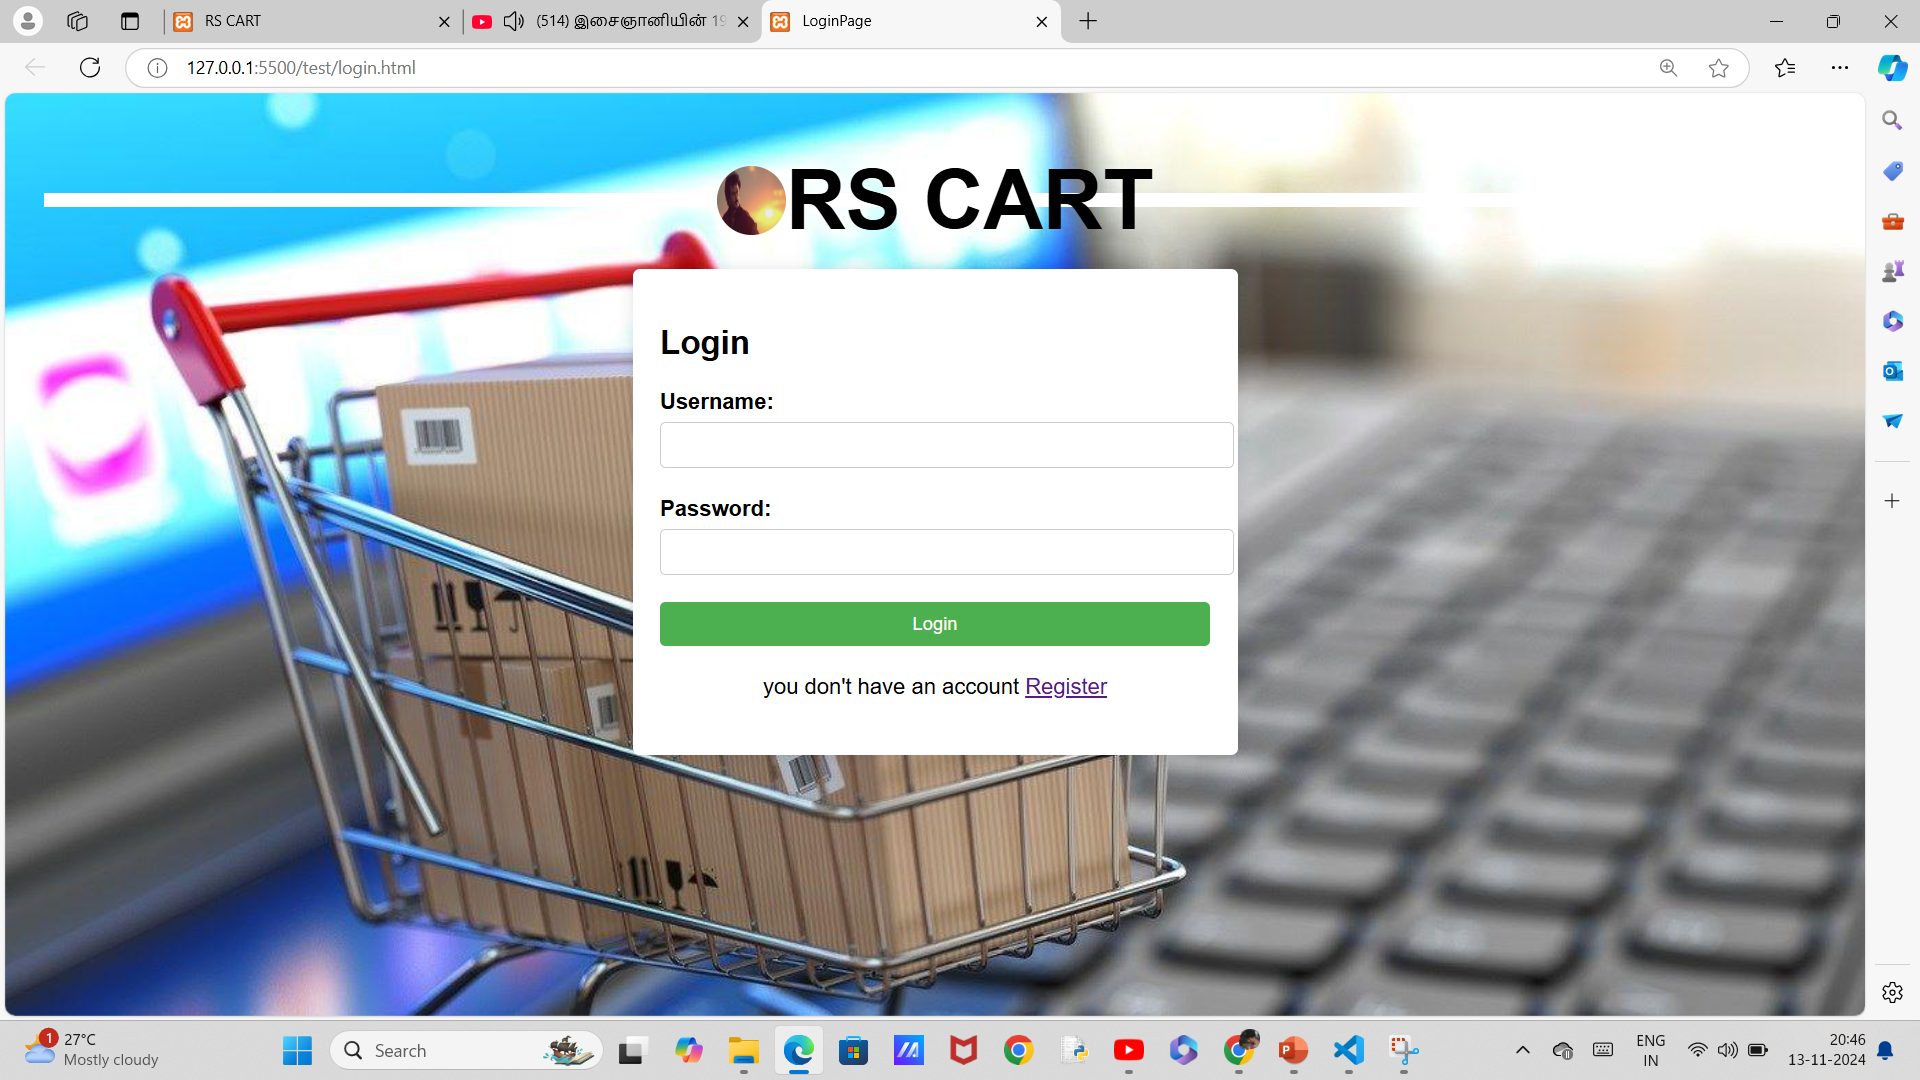 RS CART
(514) இசைஞானியின் 19
LoginPage
127.0.0.1:5500/test/login.html
RS CART
Login
Username:
Password:
Login
you don't have an account Register
1
27°C
Mostly cloudy
Search
ENG
IN
20:46
13-11-2024